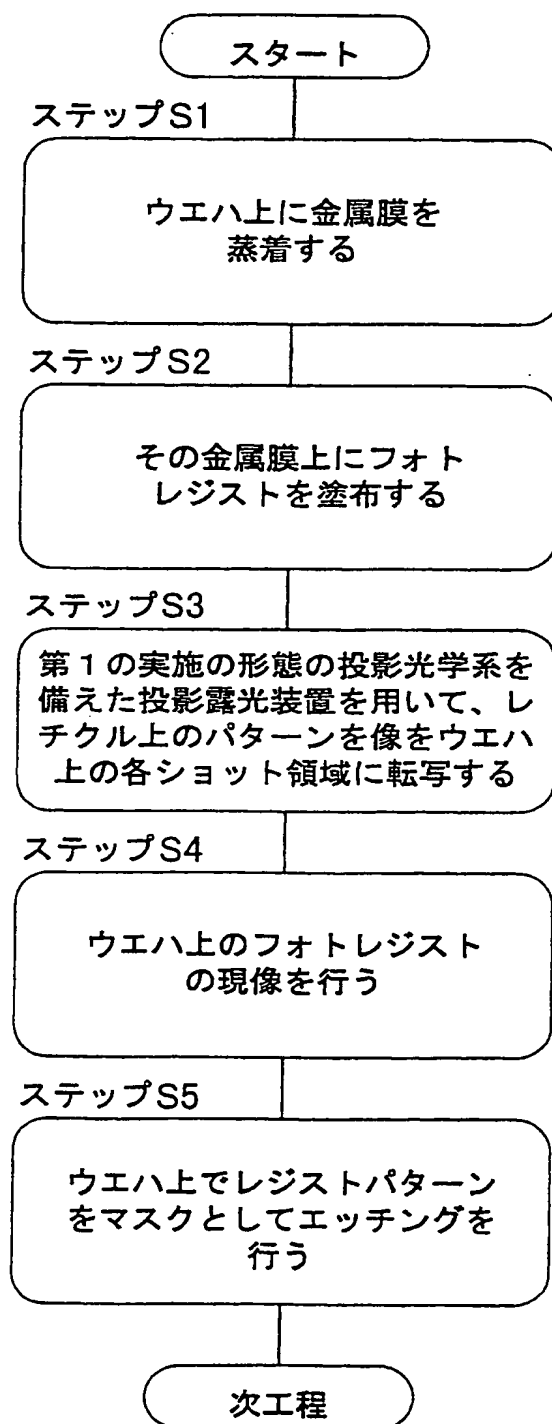 スタート
ステップS1
ウエハ上に金属膜を
蒸着する
ステップS2
その金属膜上にフォト
レジストを塗布する
ステップS3
第1の実施の形態の投影光学系を
備えた投影露光装置を用いて、レ
チクル上のパターンを像をウエハ
上の各ショット領域に転写する
ステップS4
ウエハ上のフォトレジスト
の現像を行う
ステップS5
ウエハ上でレジストパターン
をマスクとしてエッチングを
行う
次工程